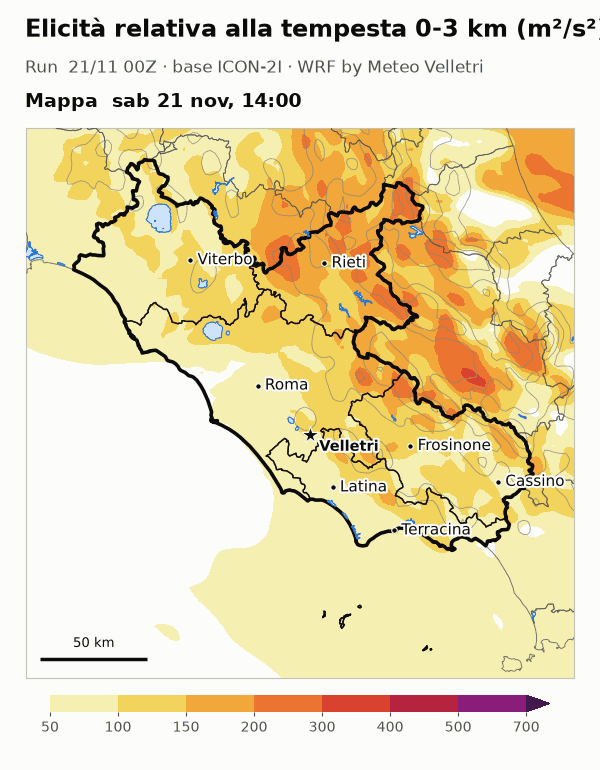 Elicità relativa alla tempesta 0-3 km (m²/s²)
Run  21/11 00Z · base ICON-2I · WRF by Meteo Velletri
Mappa  sab 21 nov, 14:00
Viterbo
Rieti
Roma
Velletri
Frosinone
Cassino
Latina
Terracina
50 km
50 100 150 200 300 400 500 700